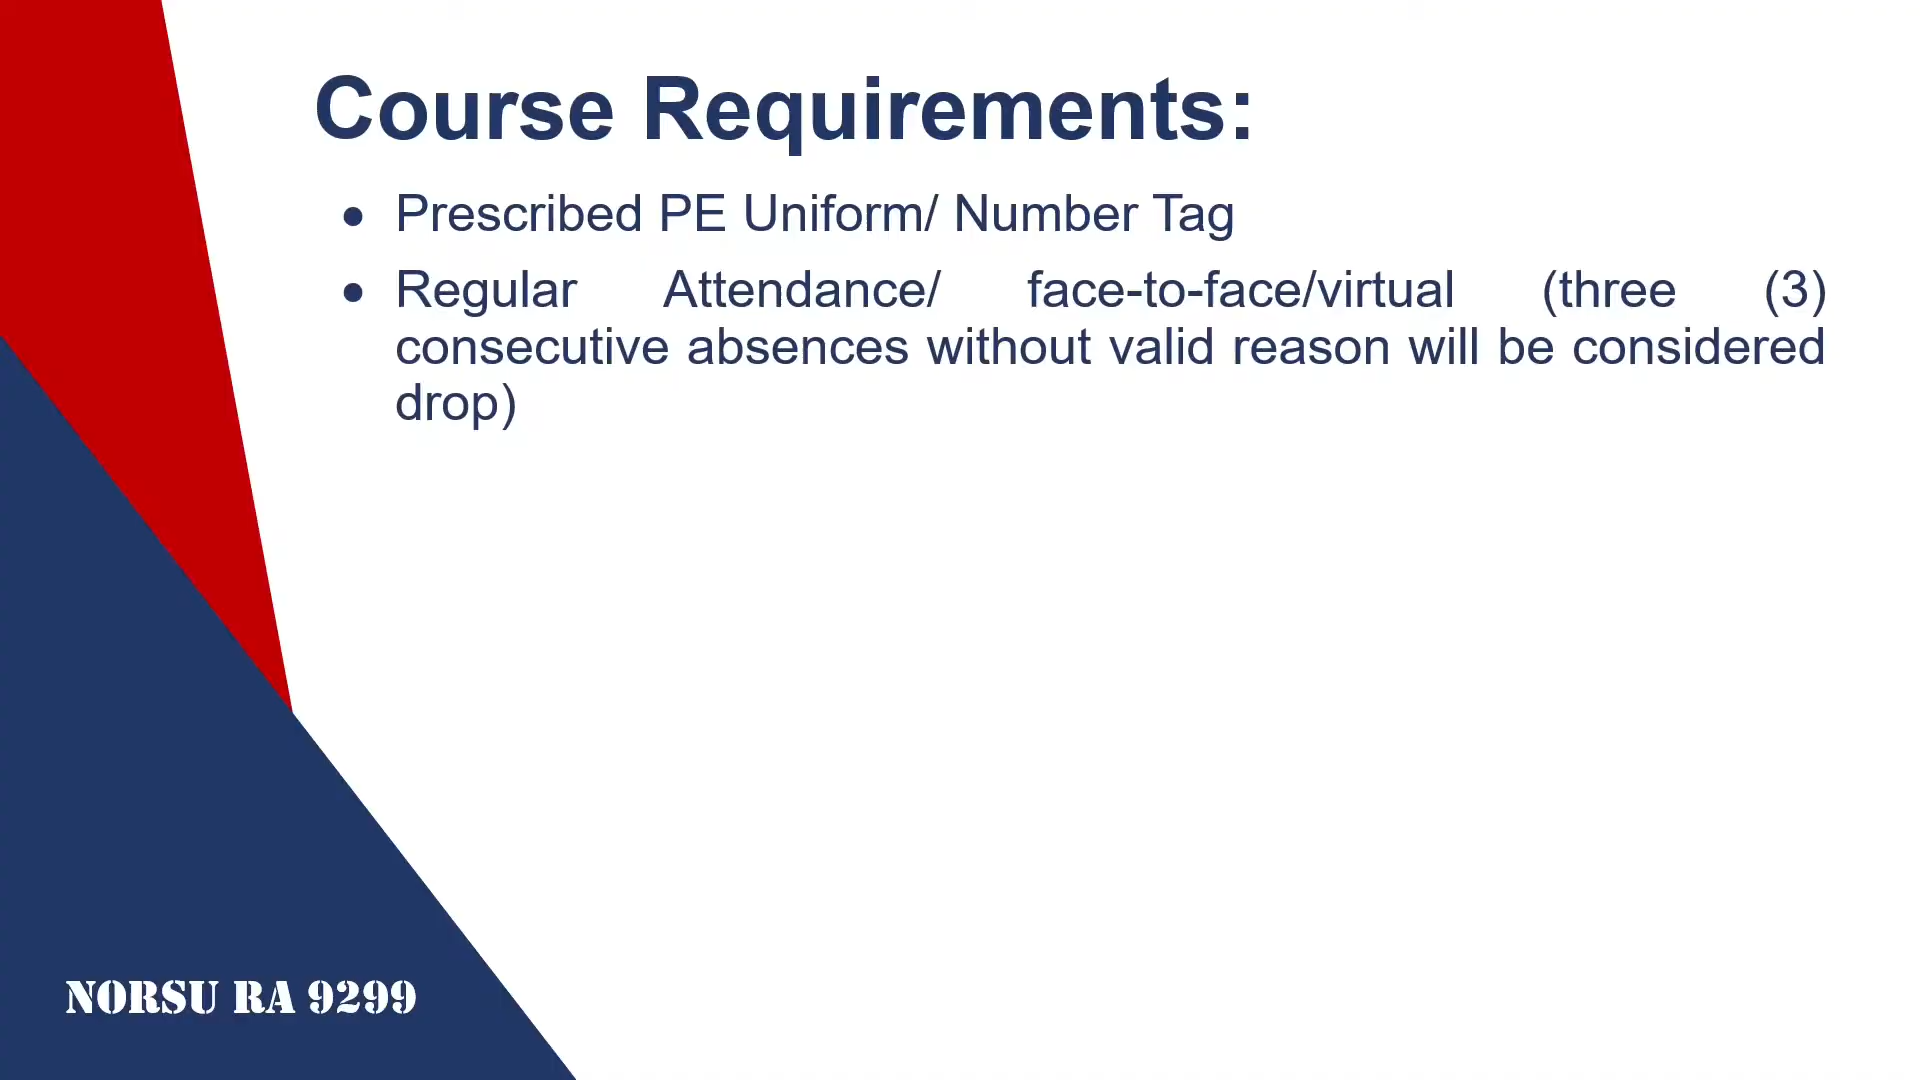 Course Requirements:
• Prescribed PE Uniform/ Number Tag
• Regular Attendance/ face-to-face/virtual (three (3)
consecutive absences without valid reason will be considered
drop)
NORSU RA 9299